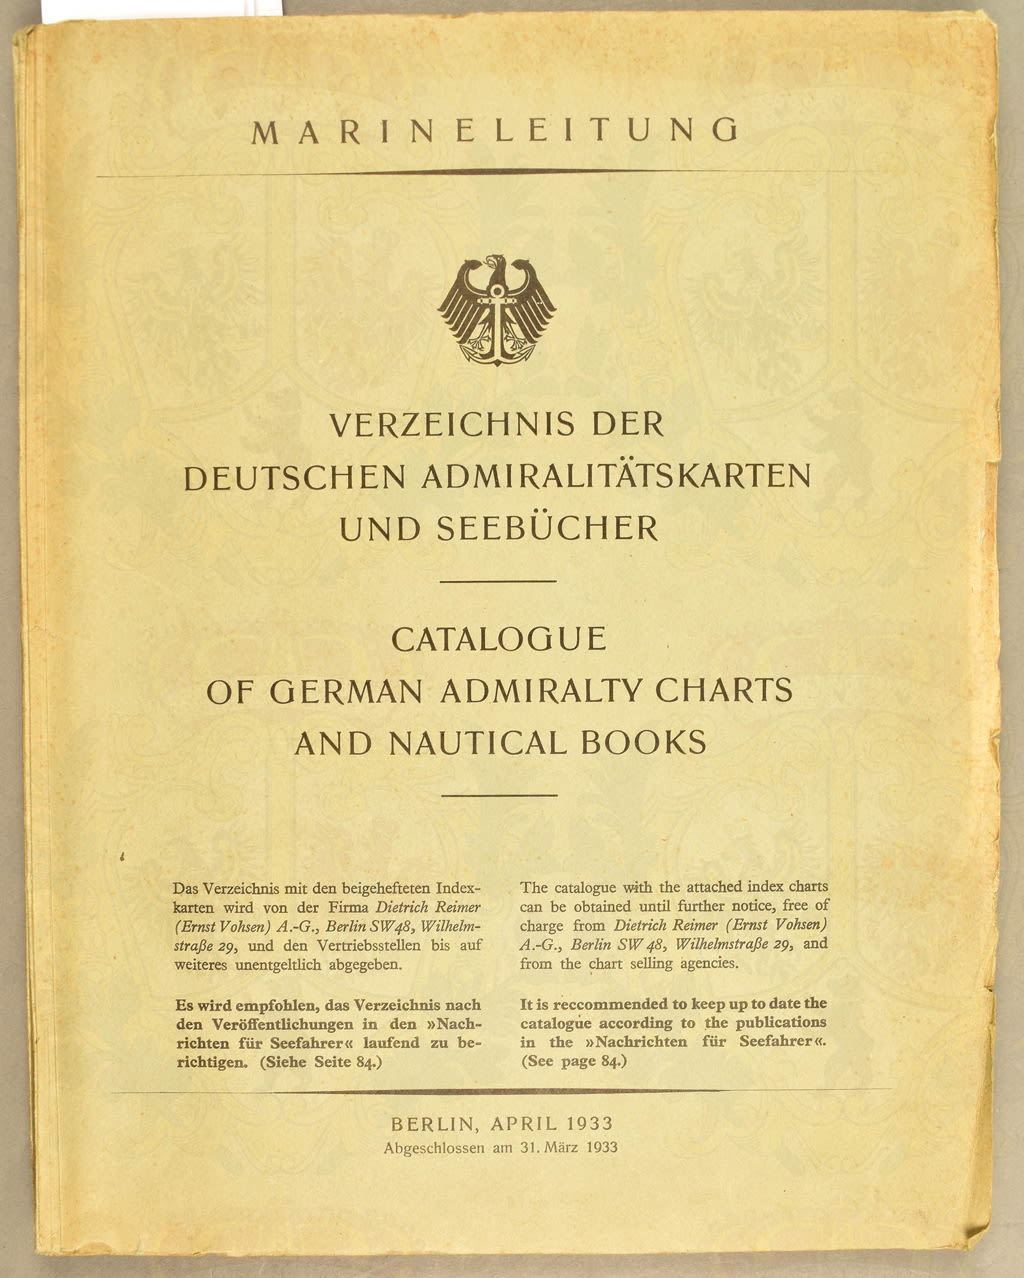 MARINELEITUNG
VERZEICHNIS DER
DEUTSCHEN ADMIRALITÄTSKARTEN
UND SEEBÜCHER
CATALOGUE
OF GERMAN ADMIRALTY CHARTS
AND NAUTICAL BOOKS
Das Verzeichnis mit den beigehefteten Index-
karten wird von der Firma Dietrich Reimer
(Ernst Vohsen) A.-G., Berlin SW48, Wilhelm-
straße 29, und den Vertriebsstellen bis auf
weiteres unentgeltlich abgegeben.
Es wird empfohlen, das Verzeichnis nach
den Veröffentlichungen in den »Nach-
richten für Seefahrer« laufend zu be-
richtigen. (Siehe Seite 84.)
The catalogue with the attached index charts
can be obtained until further notice, free of
charge from Dietrich Reimer (Ernst Vohsen)
A.-G., Berlin SW 48, Wilhelmstraße 29, and
from the chart selling agencies.
It is reccommended to keep up to date the
catalogue according to the publications
in the »Nachrichten für Seefahrer«.
(See page 84.)
BERLIN, APRIL 1933
Abgeschlossen am 31. März 1933